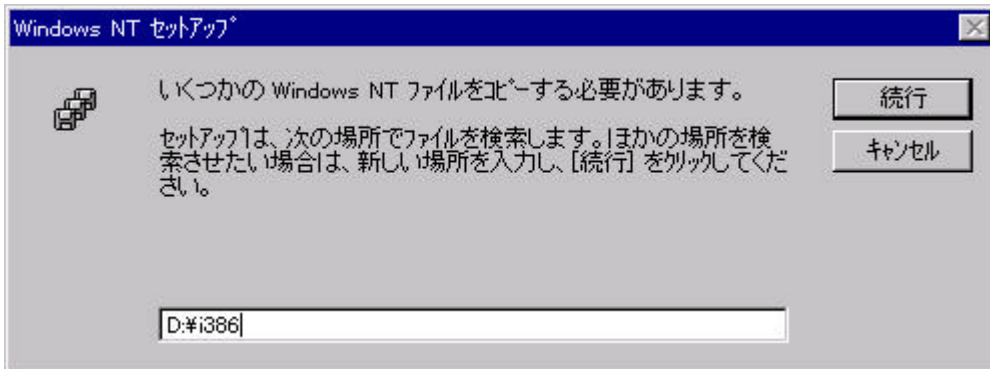 Windows NT ｾｯﾄｱｯﾌﾟ
いくつかの Windows NT ﾌｧｲﾙをｺﾋﾟｰする必要があります。
続行
ｾｯﾄｱｯﾌﾟは、次の場所でﾌｧｲﾙを検索します。ほかの場所を検
索させたい場合は、新しい場所を入力し、[続行] をｸﾘｯｸしてくだ
さい。
ｷｬﾝｾﾙ
D:¥i386